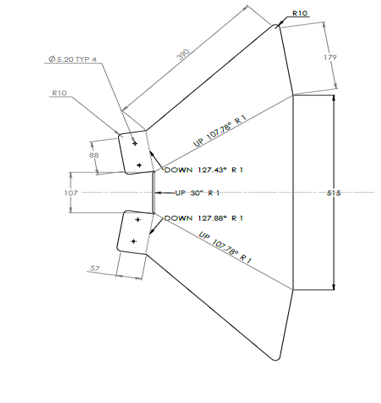 R10
390
179
Ø5.20 TYP 4
R10
UP 107.78° R 1
88
DOWN 127.43° R 1
107
UP 30° R 1
515
DOWN 127.88° R 1
UP 107.78° R 1
57